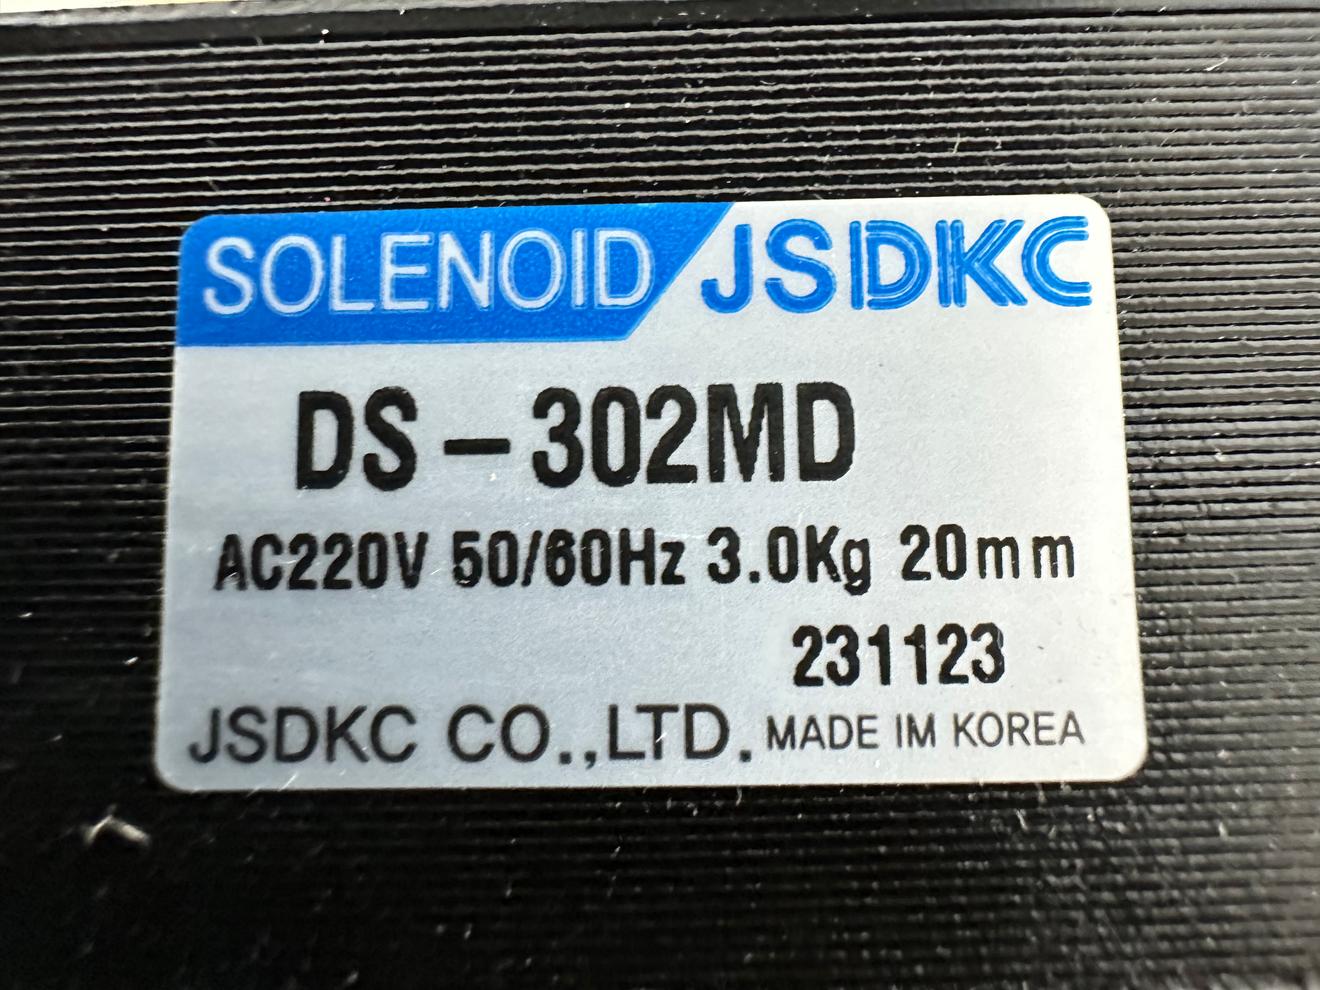 SOLENOID JSDKC
DS-302MD
AC220V 50/60Hz 3.0Kg 20mm
231123
JSDKC CO.,LTD. MADE IM KOREA